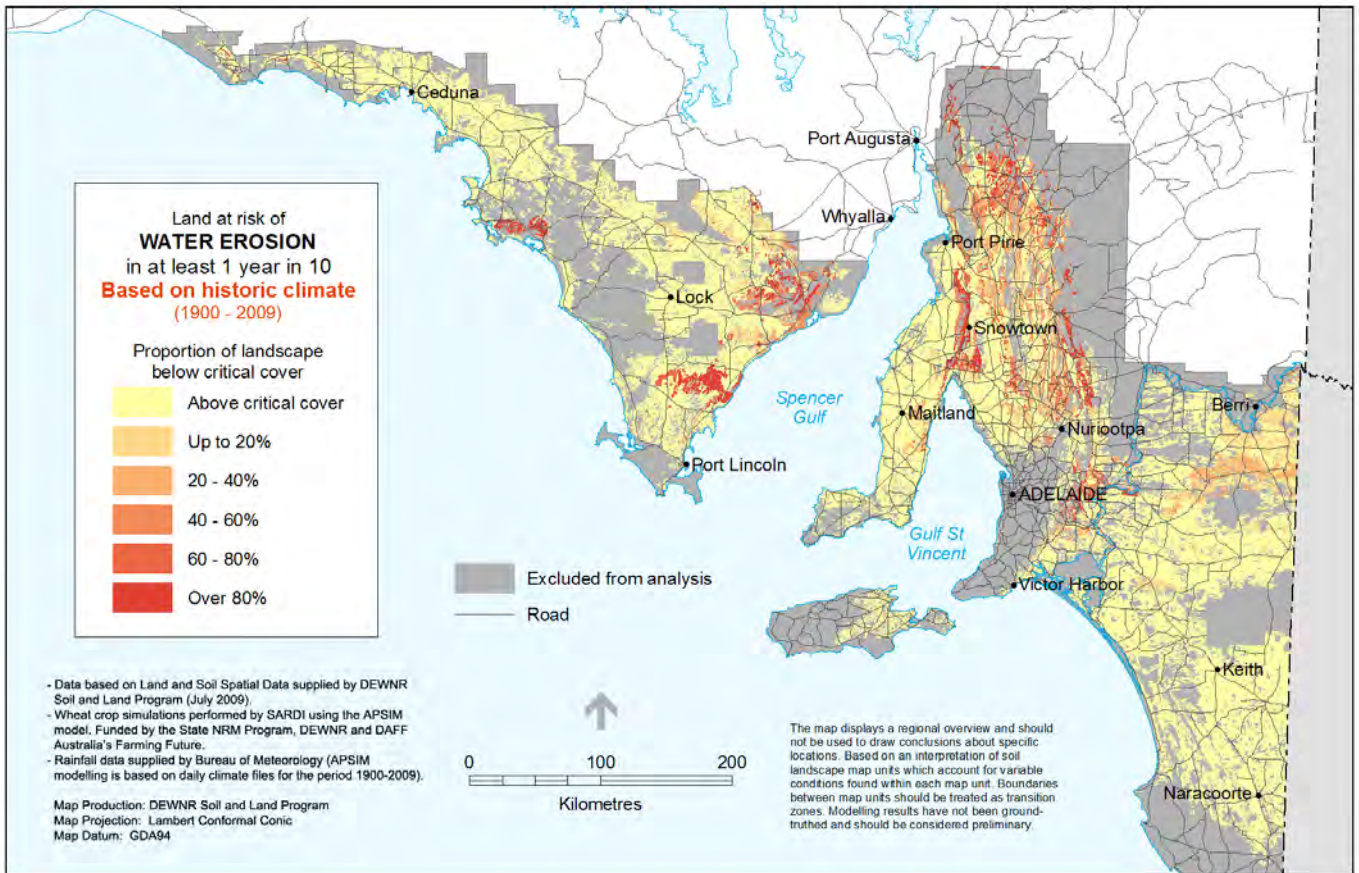 Ceduna
Port Augusta
Whyalla
Port Pirie
Lock
Snowtown
Spencer
Gulf
Maitland
Berri
Nuriootpa
Port Lincoln
ADELAIDE
Gulf St
Vincent
Victor Harbor
Keith
Naracoorte
Land at risk of
WATER EROSION
in at least 1 year in 10
Based on historic climate
(1900 - 2009)
Proportion of landscape
below critical cover
Above critical cover
Up to 20%
20 - 40%
40 - 60%
60 - 80%
Over 80%
Excluded from analysis
Road
- Data based on Land and Soil Spatial Data supplied by DEWNR
Soil and Land Program (July 2009).
- Wheat crop simulations performed by SARDI using the APSIM
model. Funded by the State NRM Program, DEWNR and DAFF
Australia's Farming Future.
- Rainfall data supplied by Bureau of Meteorology (APSIM
modelling is based on daily climate files for the period 1900-2009).
Map Production: DEWNR Soil and Land Program
Map Projection: Lambert Conformal Conic
Map Datum: GDA94
0 100 200
Kilometres
The map displays a regional overview and should
not be used to draw conclusions about specific
locations. Based on an interpretation of soil
landscape map units which account for variable
conditions found within each map unit. Boundaries
between map units should be treated as transition
zones. Modelling results have not been ground-
truthed and should be considered preliminary.